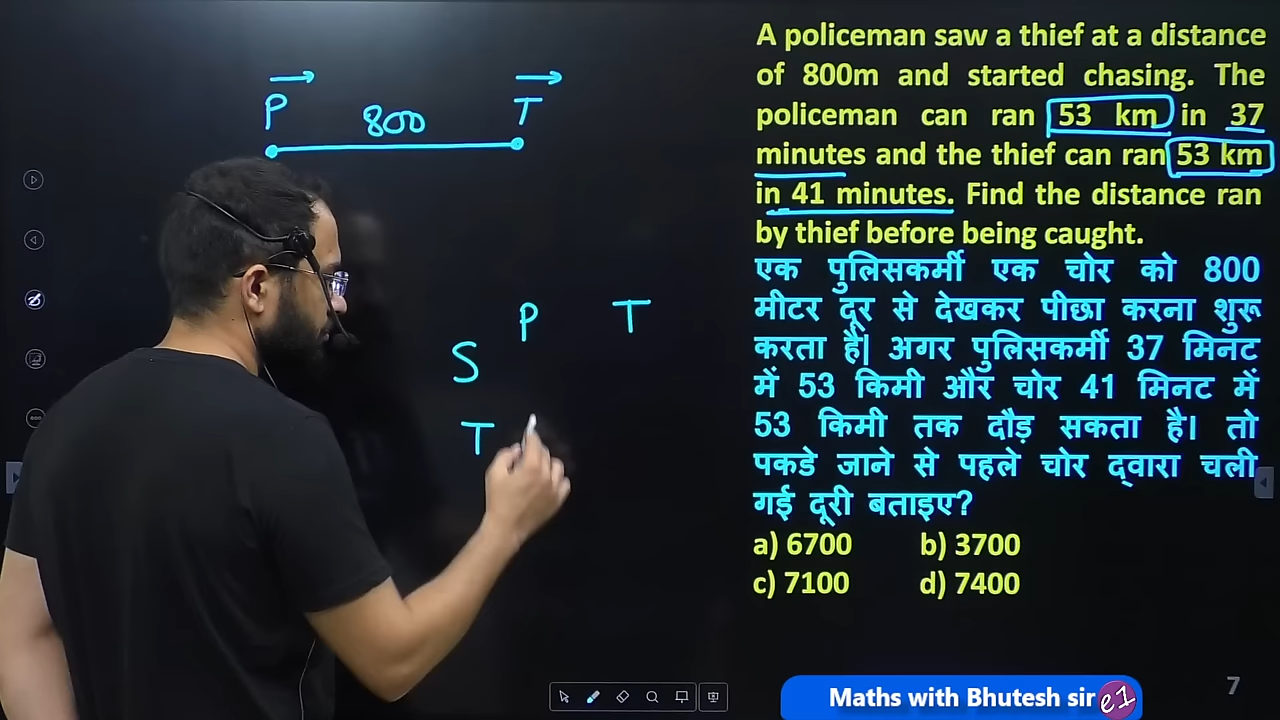 P
T
800
P T
S
T
A policeman saw a thief at a distance
of 800m and started chasing. The
policeman can ran 53 km in 37
minutes and the thief can ran 53 km
in 41 minutes. Find the distance ran
by thief before being caught.
एक पुलिसकर्मी एक चोर को 800
मीटर दूर से देखकर पीछा करना शुरू
करता है| अगर पुलिसकर्मी 37 मिनट
में 53 किमी और चोर 41 मिनट में
53 किमी तक दौड़ सकता है। तो
पकडे जाने से पहले चोर द्वारा चली
गई दूरी बताइए?
a) 6700 b) 3700
c) 7100 d) 7400
Maths with Bhutesh sir e1
7